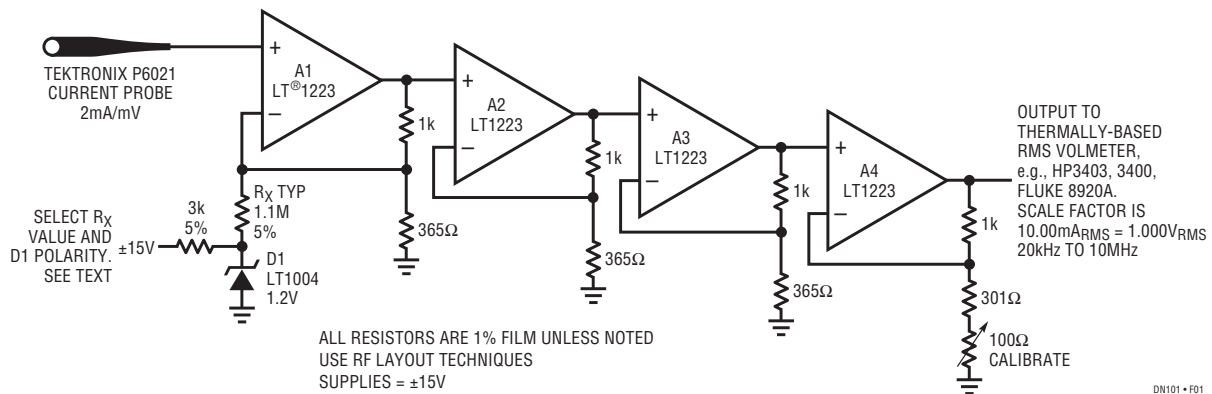 TEKTRONIX P6021
CURRENT PROBE
2mA/mV
+
A1
LT®1223
–
1k
RX TYP
1.1M
5%
3k
5%
SELECT RX
VALUE AND
D1 POLARITY.
SEE TEXT
±15V
D1
LT1004
1.2V
365Ω
+
A2
LT1223
–
1k
365Ω
+
A3
LT1223
–
1k
365Ω
+
A4
LT1223
–
1k
301Ω
100Ω
CALIBRATE
OUTPUT TO
THERMALLY-BASED
RMS VOLMETER,
e.g., HP3403, 3400,
FLUKE 8920A.
SCALE FACTOR IS
10.00mARMS = 1.000VRMS
20kHz TO 10MHz
ALL RESISTORS ARE 1% FILM UNLESS NOTED
USE RF LAYOUT TECHNIQUES
SUPPLIES = ±15V
DN101 • F01